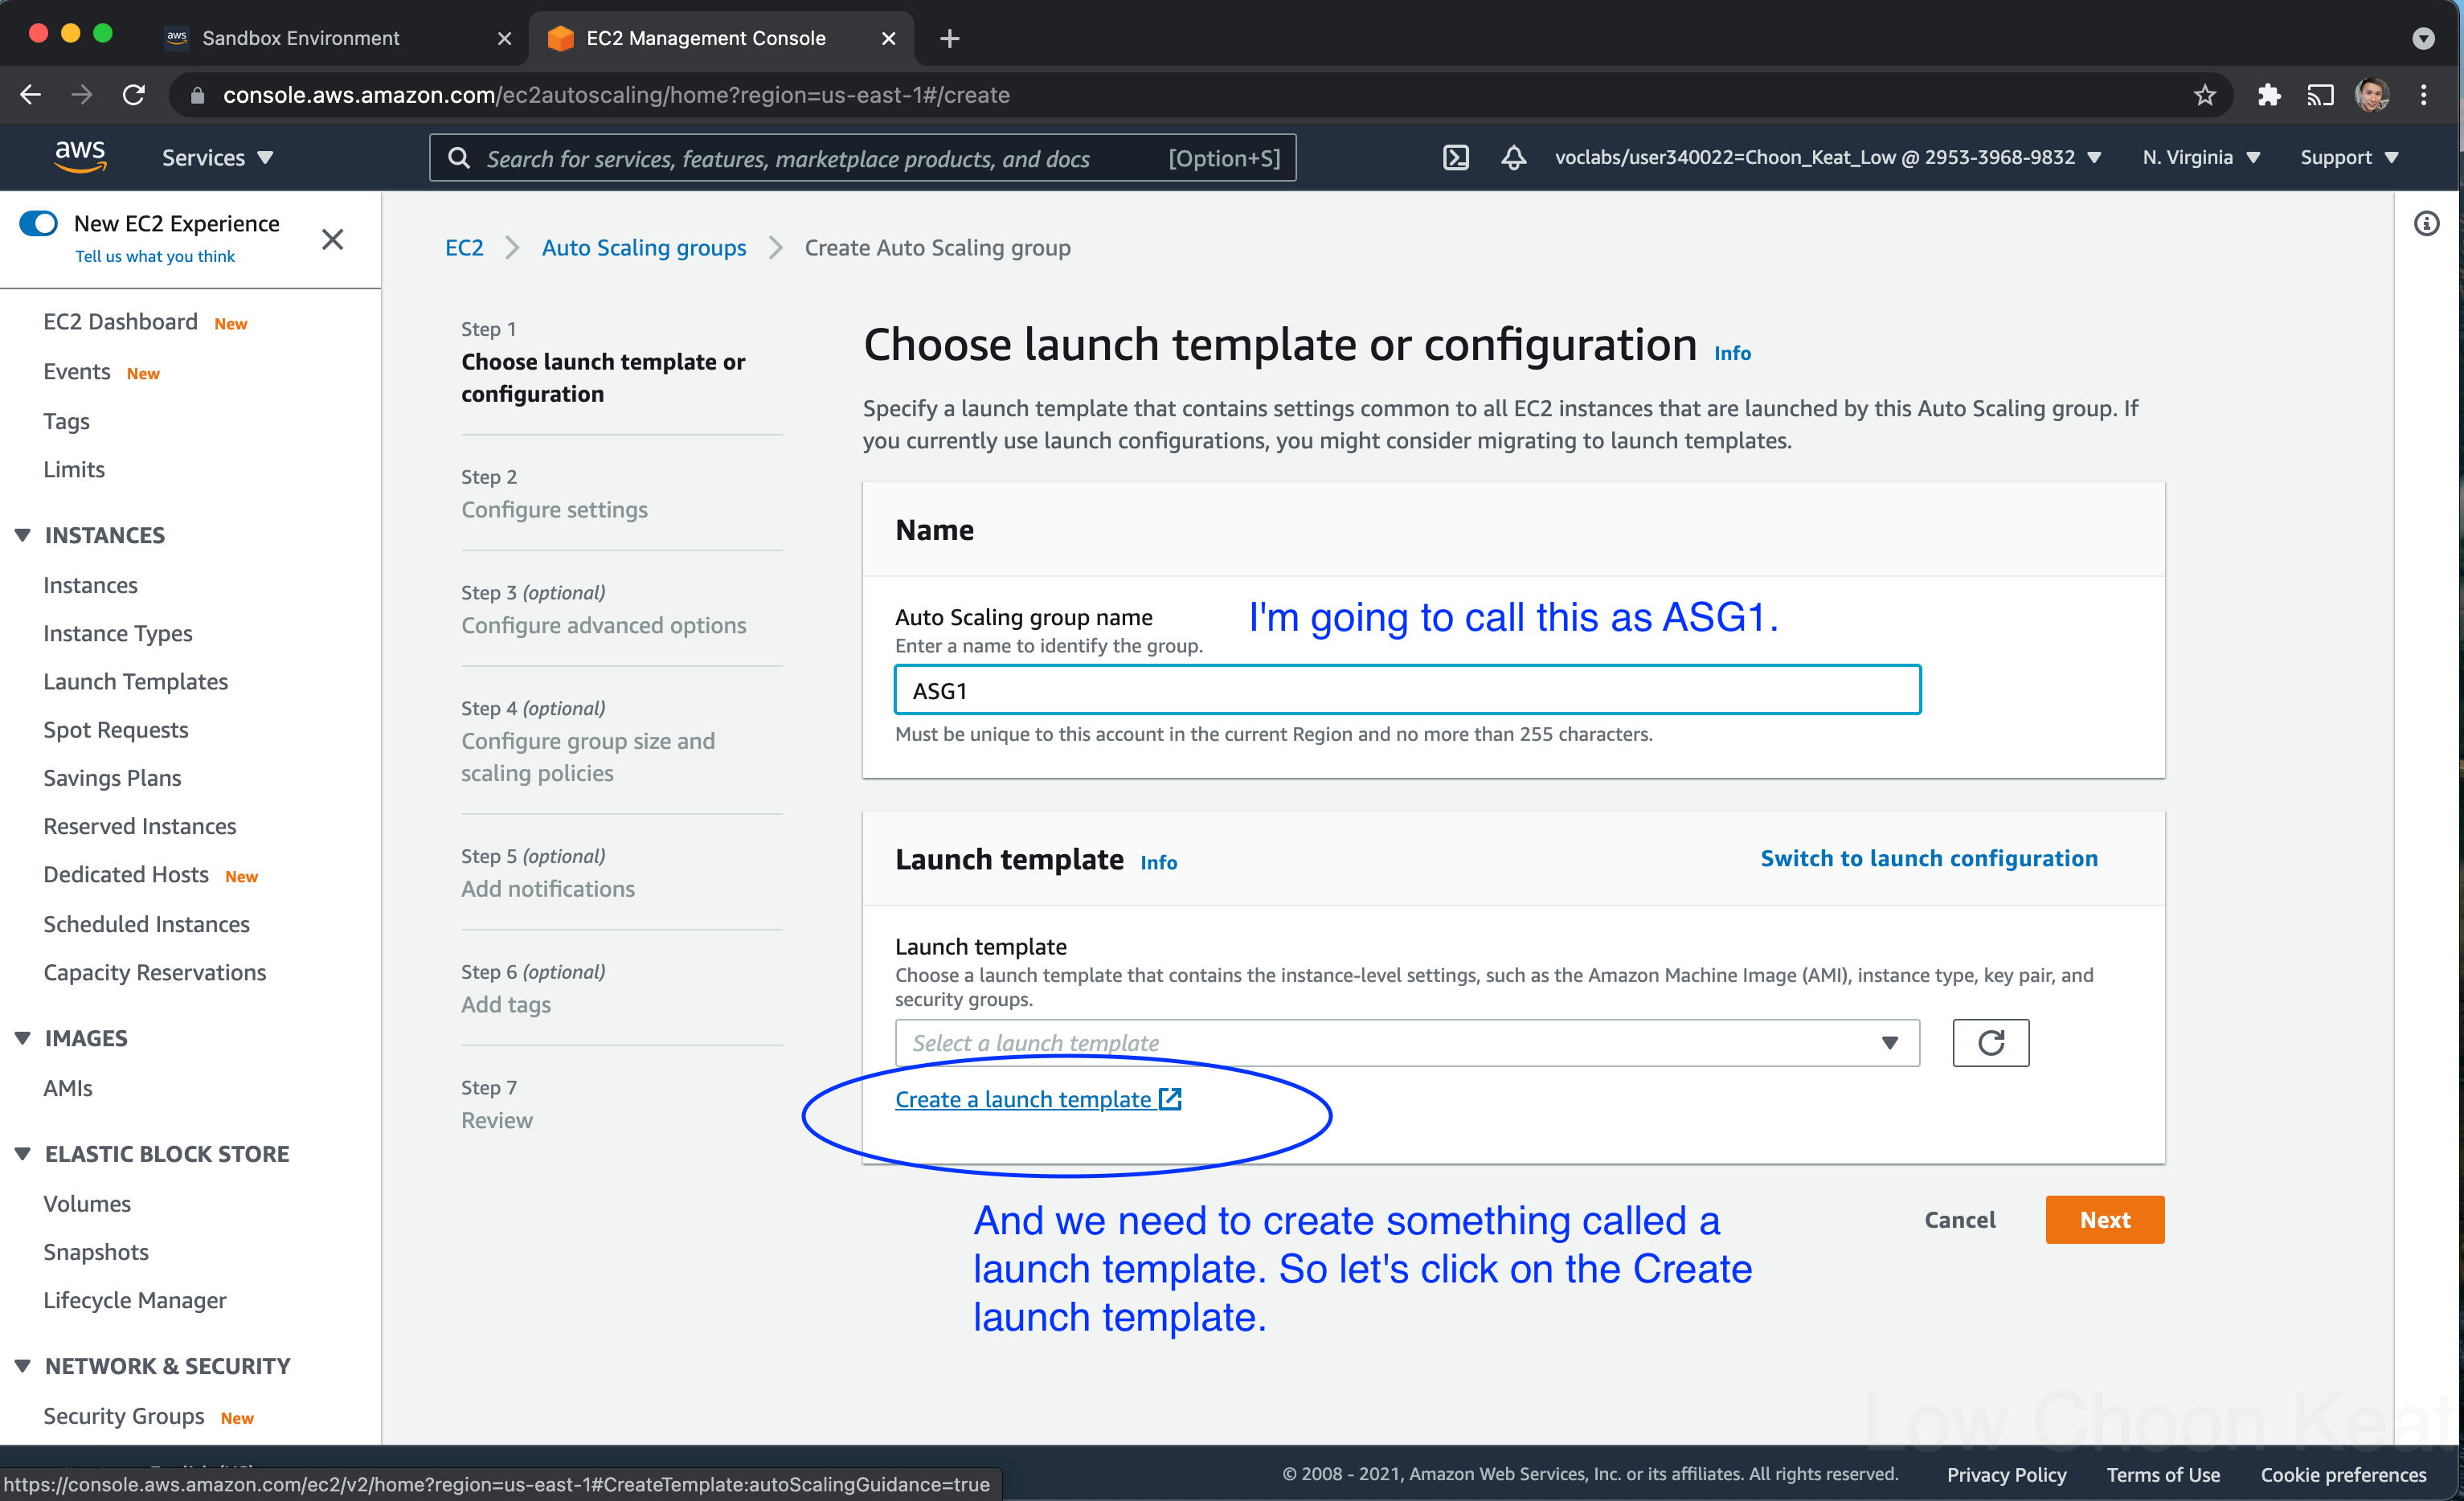 Sandbox Environment
EC2 Management Console
console.aws.amazon.com/ec2autoscaling/home?region=us-east-1#/create
aws
Services
Search for services, features, marketplace products, and docs [Option+S]
voclabs/user340022=Choon_Keat_Low @ 2953-3968-9832
N. Virginia
Support
New EC2 Experience
Tell us what you think
EC2 Dashboard New
Events New
Tags
Limits
INSTANCES
Instances
Instance Types
Launch Templates
Spot Requests
Savings Plans
Reserved Instances
Dedicated Hosts New
Scheduled Instances
Capacity Reservations
IMAGES
AMIs
ELASTIC BLOCK STORE
Volumes
Snapshots
Lifecycle Manager
NETWORK & SECURITY
Security Groups New
EC2 > Auto Scaling groups > Create Auto Scaling group
Step 1
Choose launch template or
configuration
Step 2
Configure settings
Step 3 (optional)
Configure advanced options
Step 4 (optional)
Configure group size and
scaling policies
Step 5 (optional)
Add notifications
Step 6 (optional)
Add tags
Step 7
Review
Choose launch template or configuration Info
Specify a launch template that contains settings common to all EC2 instances that are launched by this Auto Scaling group. If
you currently use launch configurations, you might consider migrating to launch templates.
Name
Auto Scaling group name
I'm going to call this as ASG1.
Enter a name to identify the group.
ASG1
Must be unique to this account in the current Region and no more than 255 characters.
Launch template Info
Switch to launch configuration
Launch template
Choose a launch template that contains the instance-level settings, such as the Amazon Machine Image (AMI), instance type, key pair, and
security groups.
Select a launch template
Create a launch template
And we need to create something called a
launch template. So let's click on the Create
launch template.
Cancel
Next
Low Choon Keat
https://console.aws.amazon.com/ec2/v2/home?region=us-east-1#CreateTemplate:autoScalingGuidance=true
© 2008 - 2021, Amazon Web Services, Inc. or its affiliates. All rights reserved.
Privacy Policy
Terms of Use
Cookie preferences